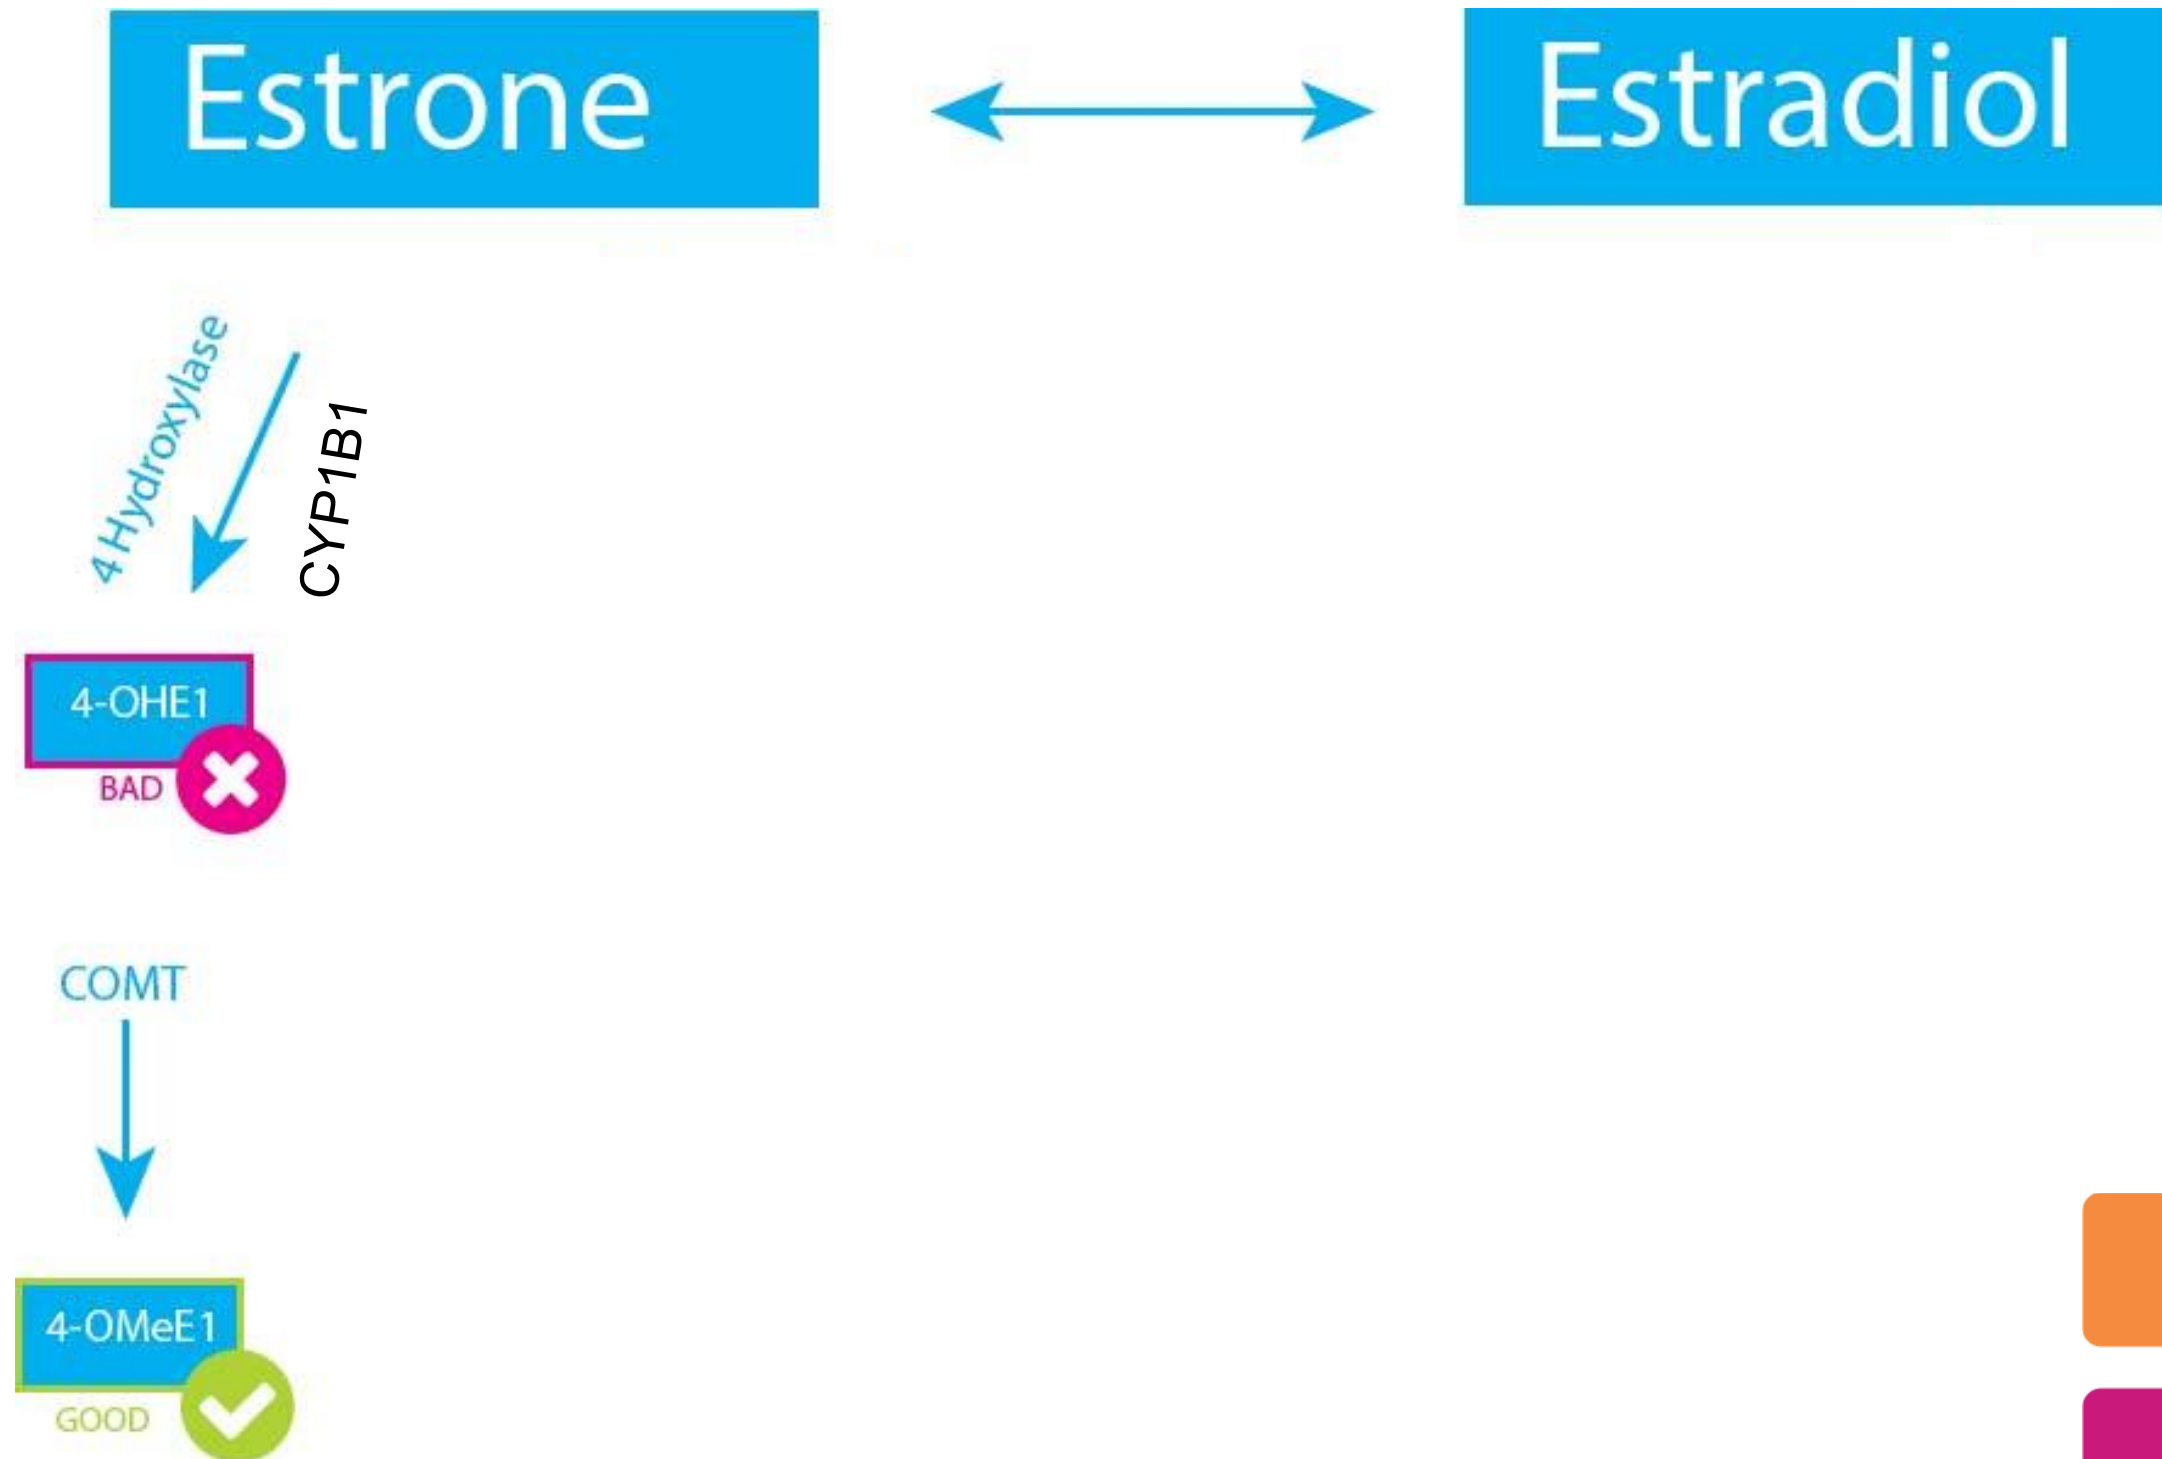 Estrone
Estradiol
4 Hydroxylase
CYP1B1
4-OHE1
BAD
COMT
4-OMeE1
GOOD